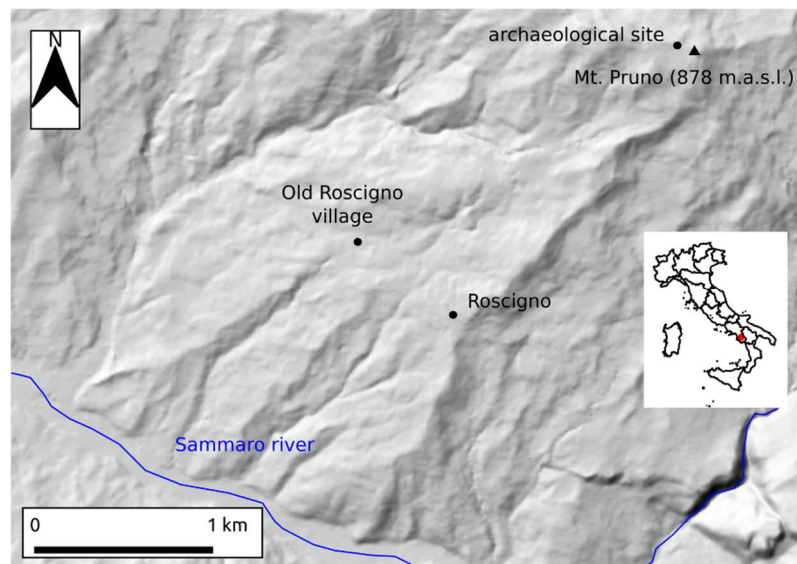 N
archaeological site
Mt. Pruno (878 m.a.s.l.)
Old Roscigno
village
Roscigno
Sammaro river
0 1 km